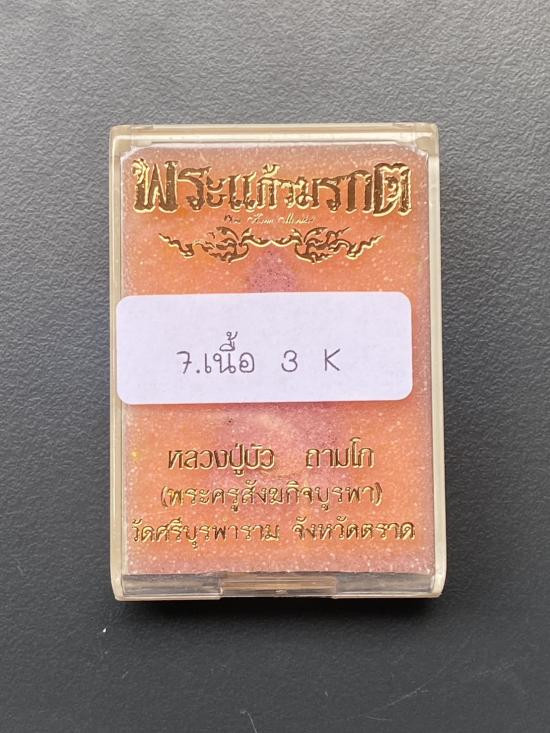 พระแก้วมรกต
7.เนื้อ 3 K
หลวงปู่บัว ถามโก
(พระครูสังฆกิจบูรพา)
วัดศรีบูรพาราม จังหวัดตราด